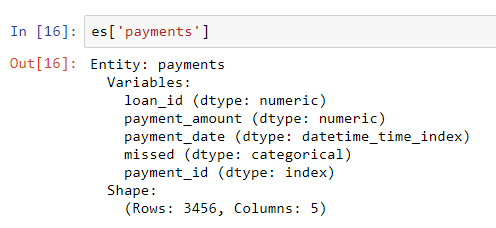 In [16]: es['payments']
Out[16]: Entity: payments
Variables:
loan_id (dtype: numeric)
payment_amount (dtype: numeric)
payment_date (dtype: datetime_time_index)
missed (dtype: categorical)
payment_id (dtype: index)
Shape:
(Rows: 3456, Columns: 5)